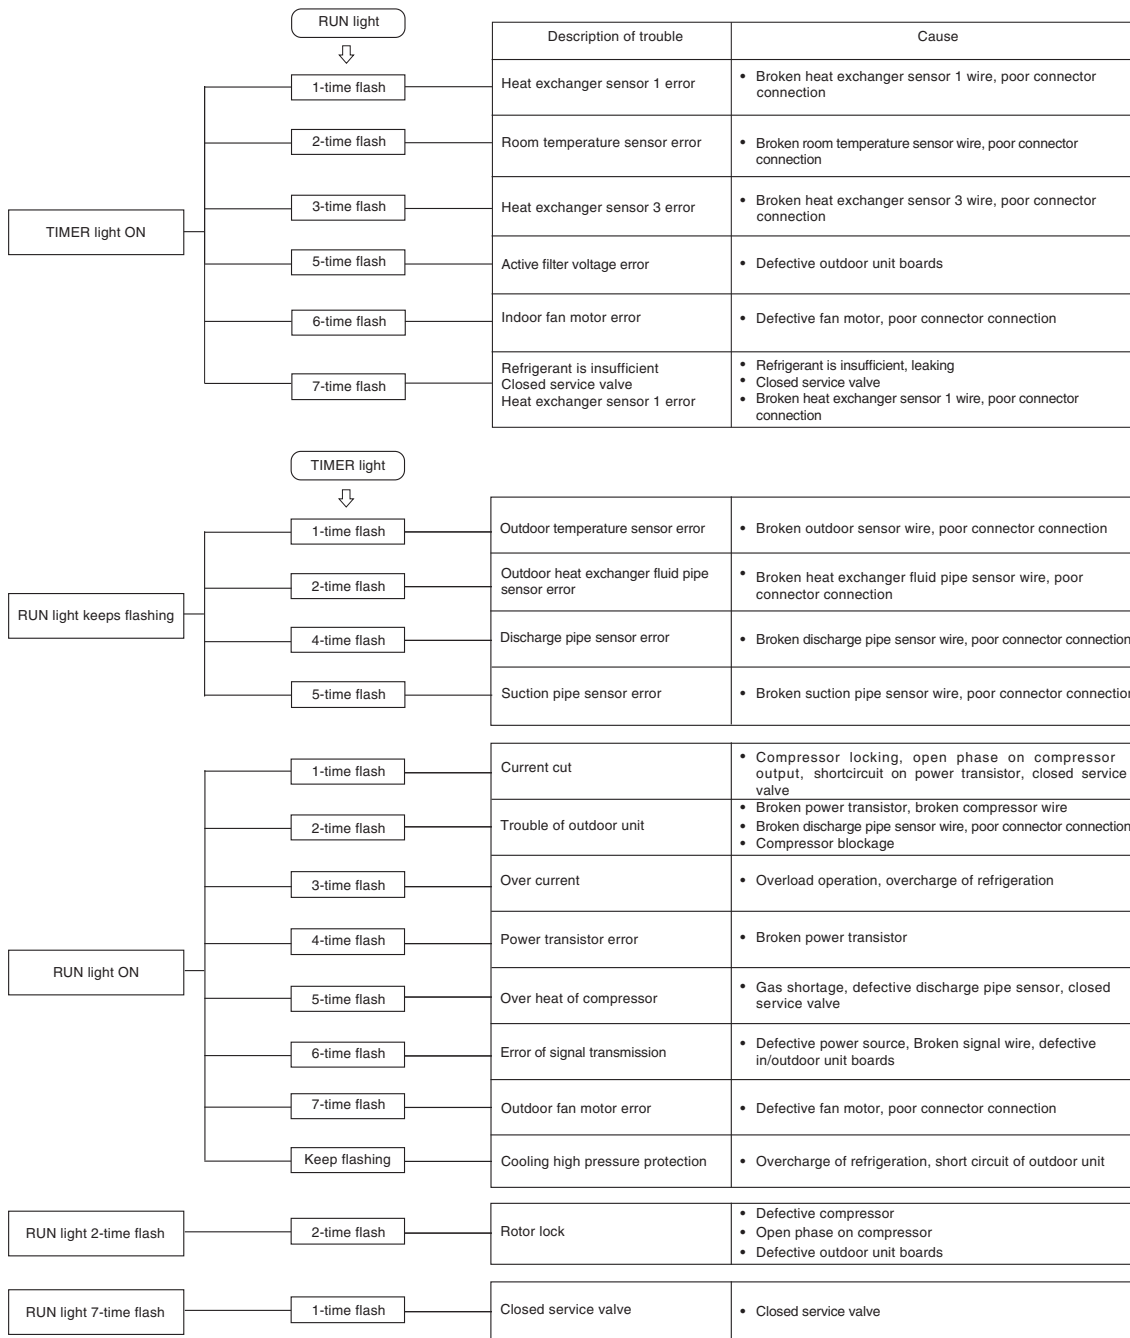 RUN light
Description of trouble
Cause
TIMER light ON
1-time flash
Heat exchanger sensor 1 error
• Broken heat exchanger sensor 1 wire, poor connector
connection
2-time flash
Room temperature sensor error
• Broken room temperature sensor wire, poor connector
connection
3-time flash
Heat exchanger sensor 3 error
• Broken heat exchanger sensor 3 wire, poor connector
connection
5-time flash
Active filter voltage error
• Defective outdoor unit boards
6-time flash
Indoor fan motor error
• Defective fan motor, poor connector connection
7-time flash
Refrigerant is insufficient
Closed service valve
Heat exchanger sensor 1 error
• Refrigerant is insufficient, leaking
• Closed service valve
• Broken heat exchanger sensor 1 wire, poor connector
connection
TIMER light
RUN light keeps flashing
1-time flash
Outdoor temperature sensor error
• Broken outdoor sensor wire, poor connector connection
2-time flash
Outdoor heat exchanger fluid pipe
sensor error
• Broken heat exchanger fluid pipe sensor wire, poor
connector connection
4-time flash
Discharge pipe sensor error
• Broken discharge pipe sensor wire, poor connector connection
5-time flash
Suction pipe sensor error
• Broken suction pipe sensor wire, poor connector connection
RUN light ON
1-time flash
Current cut
• Compressor locking, open phase on compressor
output, shortcircuit on power transistor, closed service
valve
2-time flash
Trouble of outdoor unit
• Broken power transistor, broken compressor wire
• Broken discharge pipe sensor wire, poor connector connection
• Compressor blockage
3-time flash
Over current
• Overload operation, overcharge of refrigeration
4-time flash
Power transistor error
• Broken power transistor
5-time flash
Over heat of compressor
• Gas shortage, defective discharge pipe sensor, closed
service valve
6-time flash
Error of signal transmission
• Defective power source, Broken signal wire, defective
in/outdoor unit boards
7-time flash
Outdoor fan motor error
• Defective fan motor, poor connector connection
Keep flashing
Cooling high pressure protection
• Overcharge of refrigeration, short circuit of outdoor unit
RUN light 2-time flash
2-time flash
Rotor lock
• Defective compressor
• Open phase on compressor
• Defective outdoor unit boards
RUN light 7-time flash
1-time flash
Closed service valve
• Closed service valve